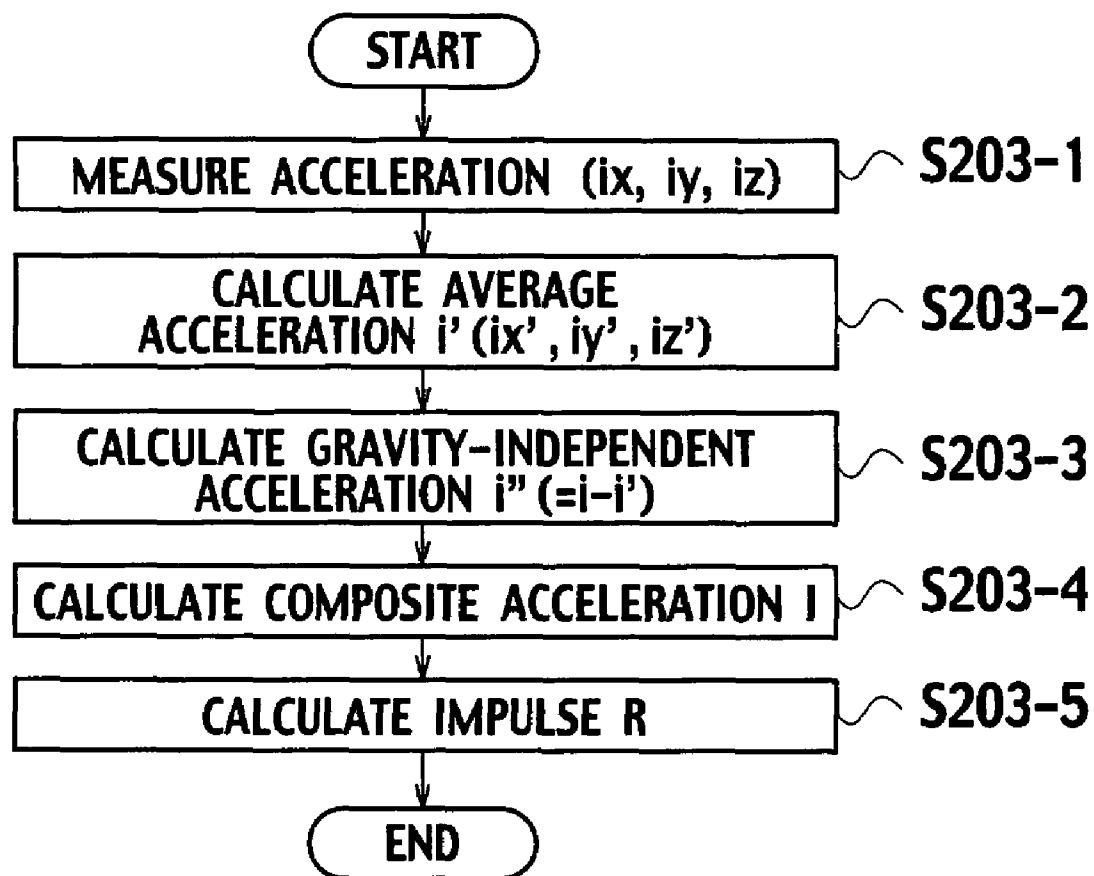 START
MEASURE ACCELERATION (ix, iy, iz)
S203-1
CALCULATE AVERAGE
ACCELERATION i' (ix', iy', iz')
S203-2
CALCULATE GRAVITY-INDEPENDENT
ACCELERATION i" (=i-i')
S203-3
CALCULATE COMPOSITE ACCELERATION I
S203-4
CALCULATE IMPULSE R
S203-5
END